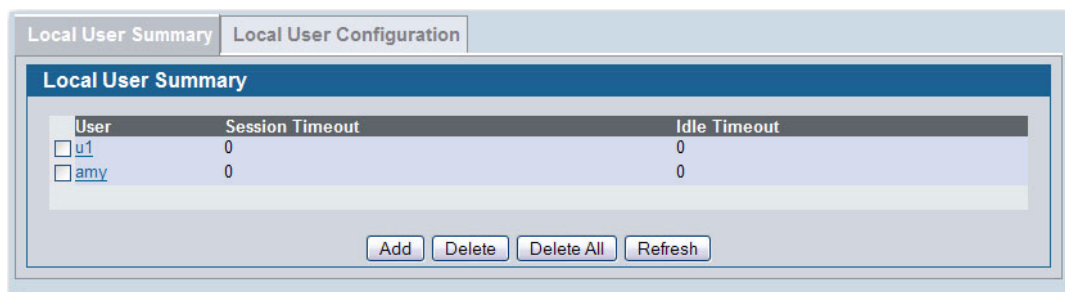 Local User Summary Local User Configuration
Local User Summary
User Session Timeout Idle Timeout
u1 0 0
amy 0 0
Add Delete Delete All Refresh